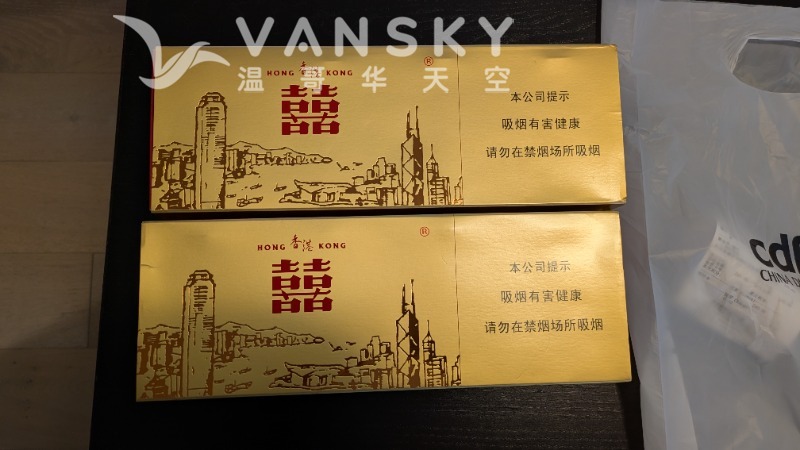 VANSKY
温哥华天空
HONG 香港 KONG
®
囍
本公司提示
吸烟有害健康
请勿在禁烟场所吸烟
HONG 香港 KONG
®
囍
本公司提示
吸烟有害健康
请勿在禁烟场所吸烟
cdf
CHINA D